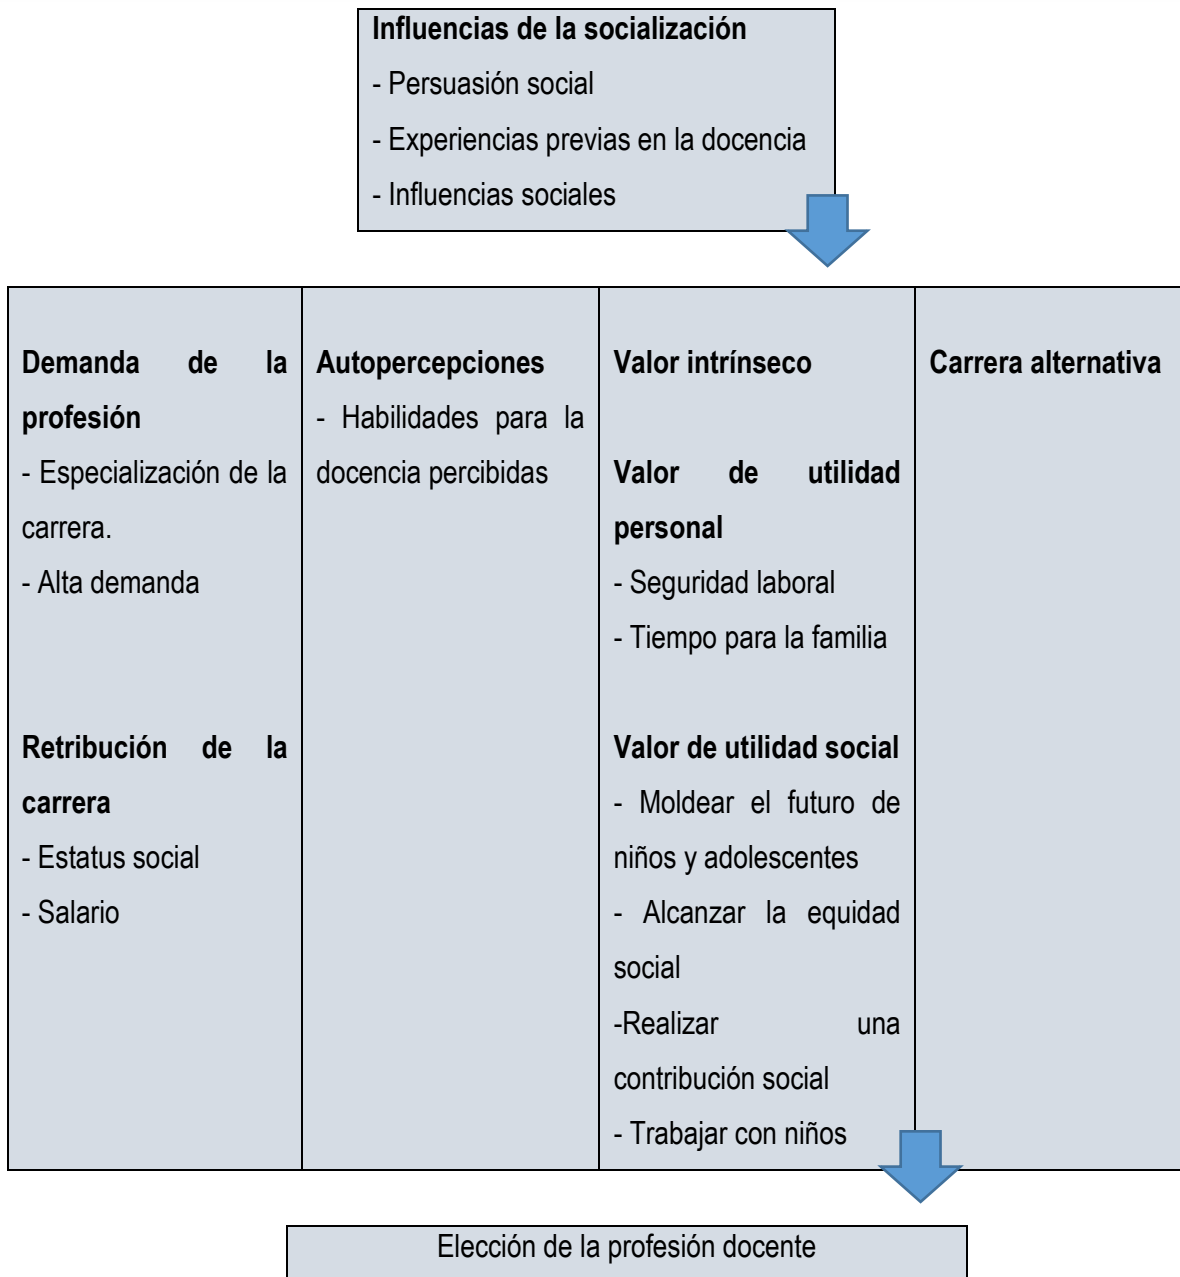 Influencias de la socialización
- Persuasión social
- Experiencias previas en la docencia
- Influencias sociales
Demanda de la
profesión
- Especialización de la
carrera.
- Alta demanda
Retribución de la
carrera
- Estatus social
- Salario
Autopercepciones
- Habilidades para la
docencia percibidas
Valor intrínseco
Valor de utilidad
personal
- Seguridad laboral
- Tiempo para la familia
Valor de utilidad social
- Moldear el futuro de
niños y adolescentes
- Alcanzar la equidad
social
-Realizar una
contribución social
- Trabajar con niños
Carrera alternativa
Elección de la profesión docente